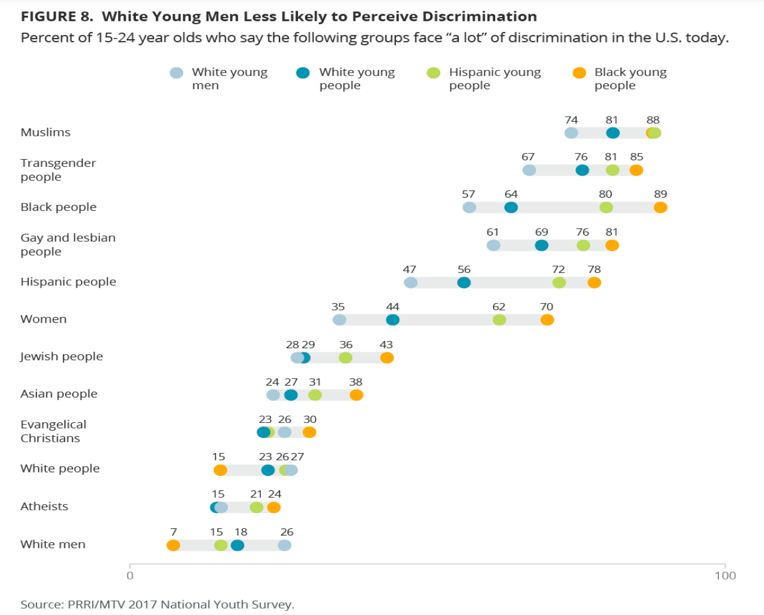 FIGURE 8. White Young Men Less Likely to Perceive Discrimination
Percent of 15-24 year olds who say the following groups face “a lot” of discrimination in the U.S. today.
White young men
White young people
Hispanic young people
Black young people
Muslims
74 81 88
Transgender people
67 76 81 85
Black people
57 64 80 89
Gay and lesbian people
61 69 76 81
Hispanic people
47 56 72 78
Women
35 44 62 70
Jewish people
28 29 36 43
Asian people
24 27 31 38
Evangelical Christians
23 26 30
White people
15 23 26 27
Atheists
15 21 24
White men
7 15 18 26
0 100
Source: PRRI/MTV 2017 National Youth Survey.